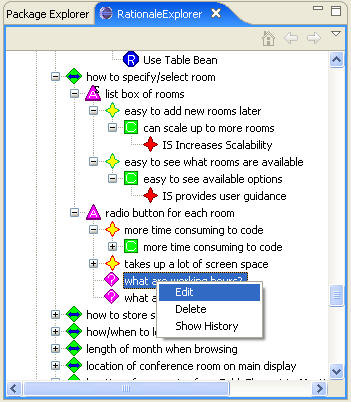 Package Explorer
RationaleExplorer
R Use Table Bean
how to specify/select room
A list box of rooms
easy to add new rooms later
C can scale up to more rooms
IS Increases Scalability
easy to see what rooms are available
C easy to see available options
IS provides user guidance
A radio button for each room
more time consuming to code
C more time consuming to code
takes up a lot of screen space
? what are working hours?
? what a
Edit
Delete
Show History
how to store s
how/when to lo
length of month when browsing
location of conference room on main display